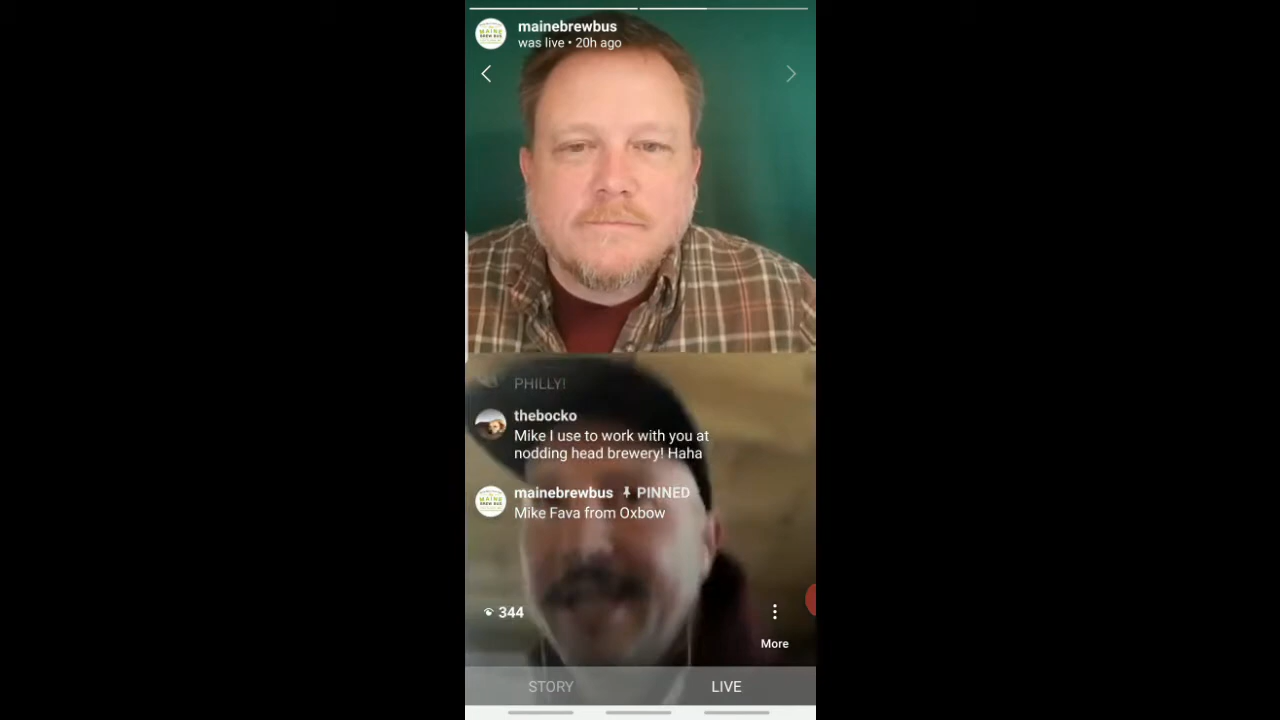 mainebrewbus
was live • 20h ago
PHILLY!
thebocko
Mike I use to work with you at
nodding head brewery! Haha
mainebrewbus PINNED
Mike Fava from Oxbow
344
More
STORY
LIVE